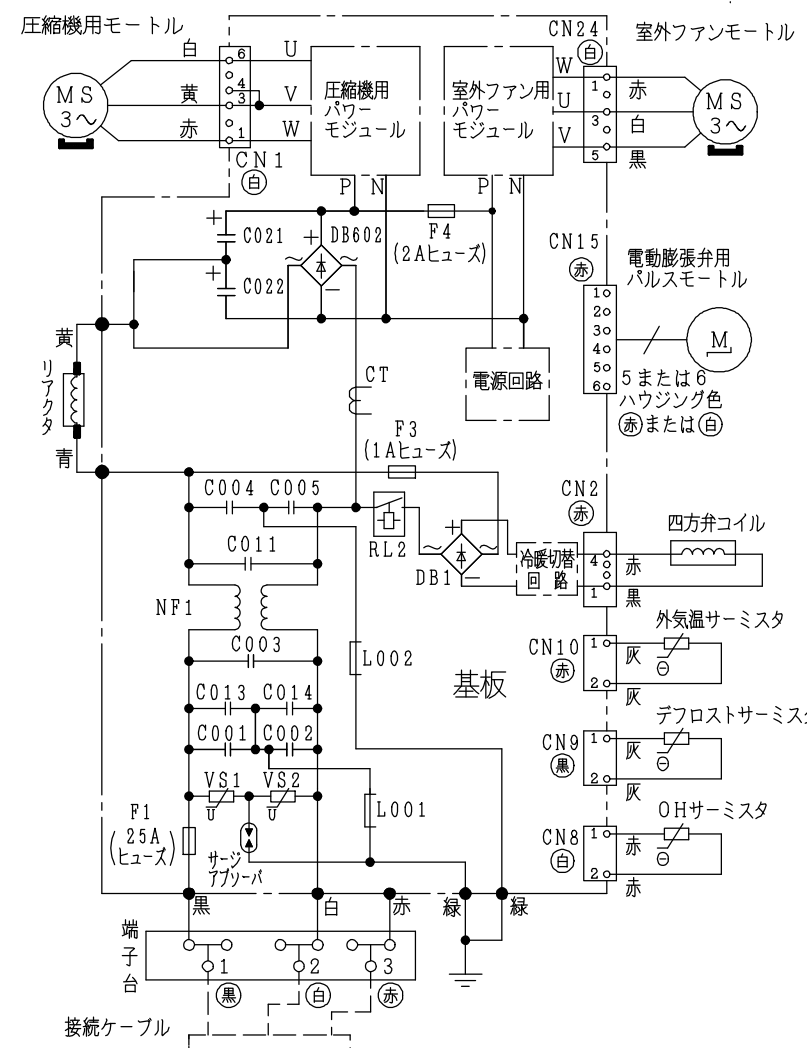 圧縮機用モートル
CN24
白
室外ファンモートル
白
黄
赤
6
4
3
1
U
V
W
MS
3～
CN1
白
圧縮機用
パワー
モジュール
室外ファン用
パワー
モジュール
W
U
V
1
3
5
赤
白
黒
MS
3～
P
N
P
N
+
C021
+
C022
+
DB602
－
～
～
F4
(2Aヒューズ)
CN15
赤
電動膨張弁用
パルスモートル
1
2
3
4
5
6
M
5または6
ハウジング色
赤または白
黄
リアクタ
青
CT
電源回路
F3
(1Aヒューズ)
C004
C005
RL2
C011
NF1
C003
+
～
～
DB1
－
冷暖切替
回 路
CN2
赤
4
1
赤
黒
四方弁コイル
L002
基板
CN10
赤
1
2
灰
灰
外気温サーミスタ
⊖
C013
C014
C001
C002
CN9
黒
1
2
灰
灰
デフロストサーミスタ
⊖
VS1
VS2
U
U
L001
F1
(25A
ヒューズ)
サージ
アブソーバ
CN8
白
1
2
赤
赤
OHサーミスタ
⊖
黒
白
赤
緑
緑
端子台
1
2
3
黒
白
赤
接続ケーブル